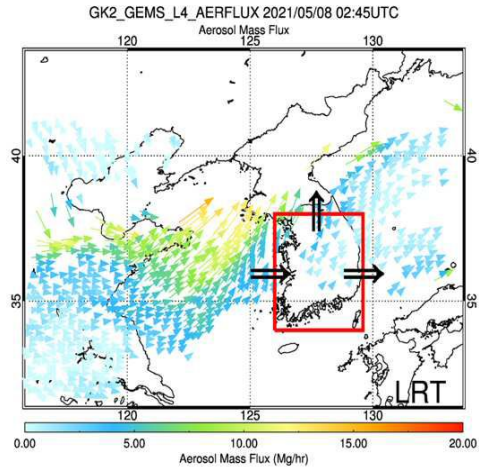 GK2_GEMS_L4_AERFLUX 2021/05/08 02:45UTC
Aerosol Mass Flux
120 125 130
40
35
LRT
120 125 130
0.00 5.00 10.00 15.00 20.00
Aerosol Mass Flux (Mg/hr)